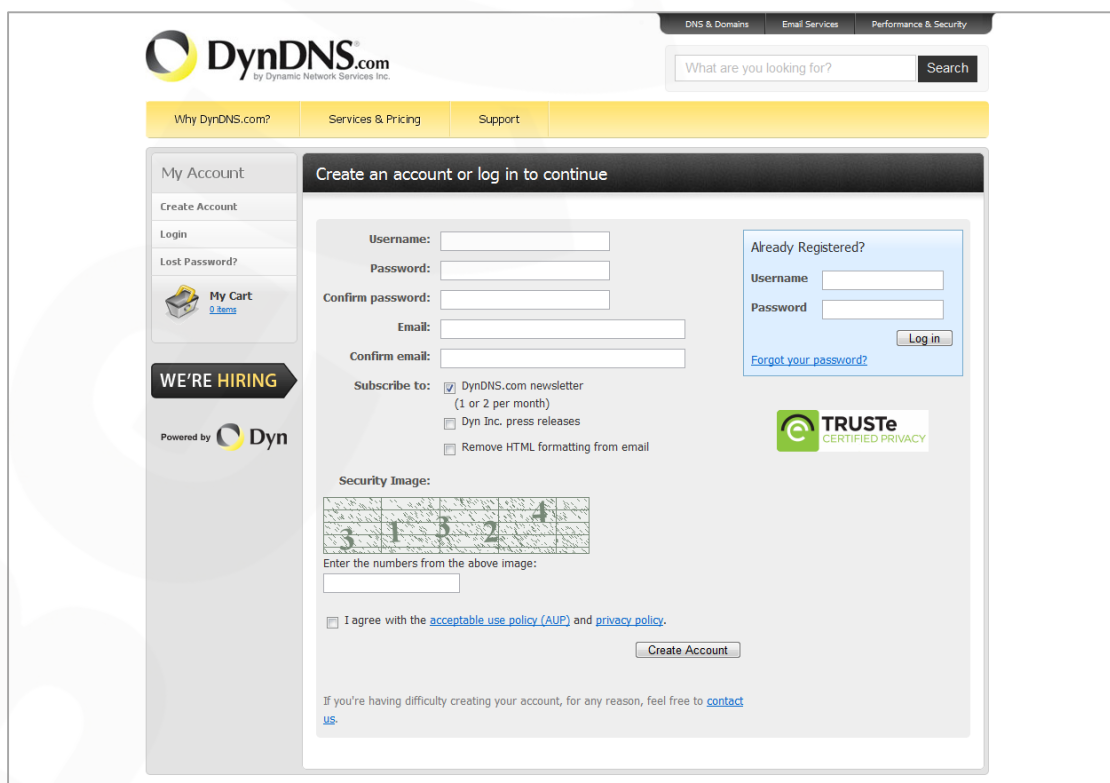 DNS & Domains
Email Services
Performance & Security
DynDNS.com
by Dynamic Network Services Inc.
What are you looking for?
Search
Why DynDNS.com?
Services & Pricing
Support
My Account
Create Account
Login
Lost Password?
My Cart
0 items
WE'RE HIRING
Powered by Dyn
Create an account or log in to continue
Username:
Password:
Confirm password:
Email:
Confirm email:
Subscribe to:
DynDNS.com newsletter
(1 or 2 per month)
Dyn Inc. press releases
Remove HTML formatting from email
Security Image:
3 1 3 2 4
Enter the numbers from the above image:
I agree with the acceptable use policy (AUP) and privacy policy.
Create Account
If you're having difficulty creating your account, for any reason, feel free to contact
us.
Already Registered?
Username
Password
Log in
Forgot your password?
TRUSTe
CERTIFIED PRIVACY